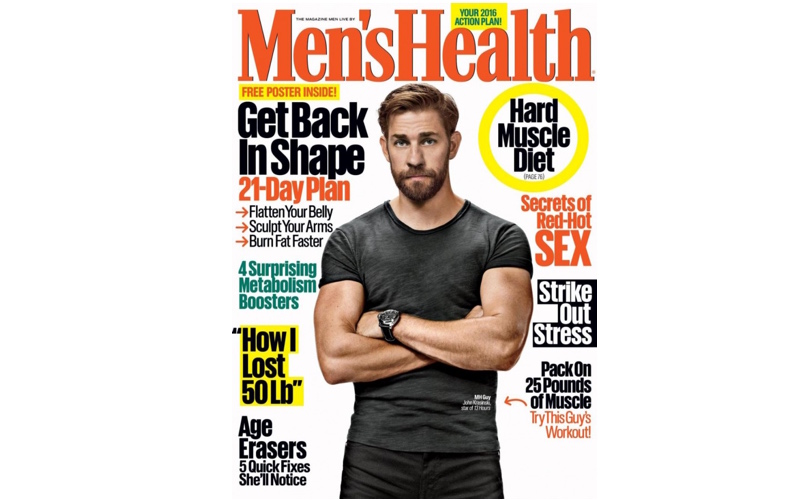 THE MAGAZINE MEN LIVE BY
YOUR 2016
ACTION PLAN!
Men'sHealth
FREE POSTER INSIDE!
Get Back
In Shape
21-Day Plan
→Flatten Your Belly
→Sculpt Your Arms
→Burn Fat Faster
4 Surprising
Metabolism
Boosters
“How I
Lost
50 Lb”
Age
Erasers
5 Quick Fixes
She'll Notice
Hard
Muscle
Diet
(PAGE 76)
Secrets of
Red-Hot
SEX
Strike
Out
Stress
Pack On
25 Pounds
of Muscle
Try This Guy's
Workout!
MH Guy
John Krasinski,
star of 13 Hours